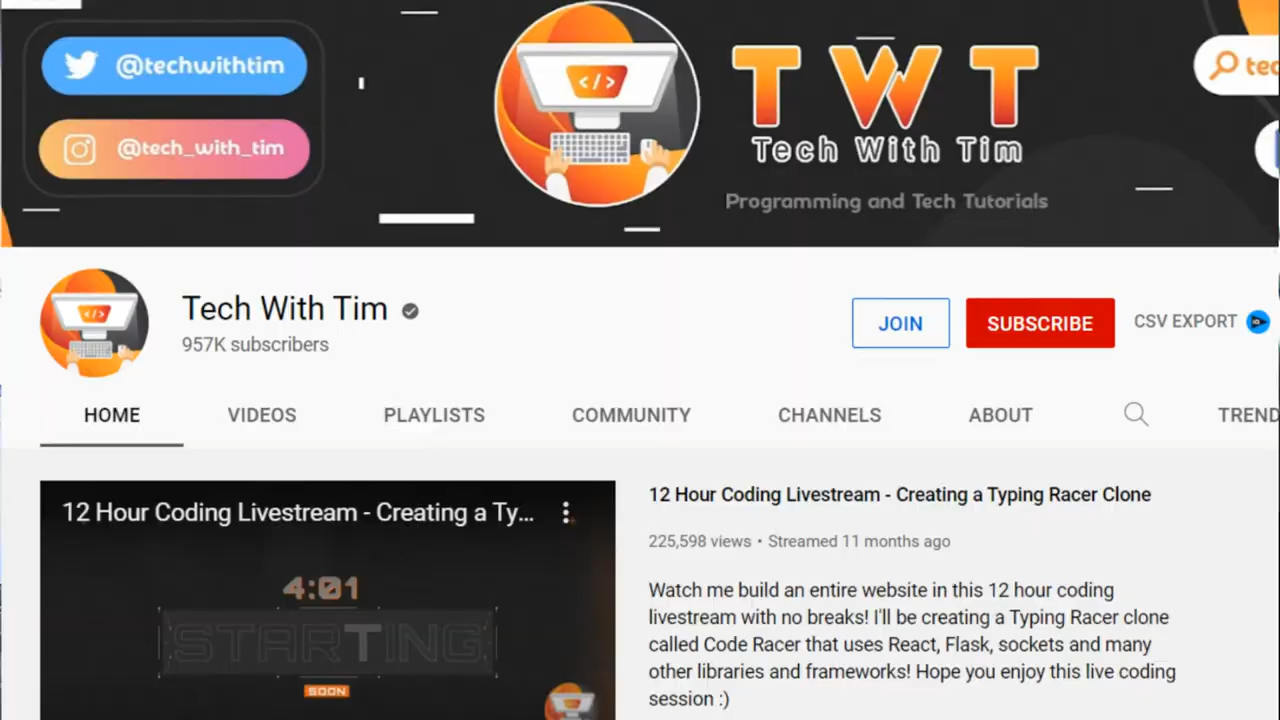 @techwithtim
@tech_with_tim
</>
TWT
Tech With Tim
Programming and Tech Tutorials
tec
</>
Tech With Tim
957K subscribers
JOIN
SUBSCRIBE
CSV EXPORT
HOME
VIDEOS
PLAYLISTS
COMMUNITY
CHANNELS
ABOUT
TREND
12 Hour Coding Livestream - Creating a Ty...
4:01
STARTING
SOON
12 Hour Coding Livestream - Creating a Typing Racer Clone
225,598 views • Streamed 11 months ago
Watch me build an entire website in this 12 hour coding
livestream with no breaks! I'll be creating a Typing Racer clone
called Code Racer that uses React, Flask, sockets and many
other libraries and frameworks! Hope you enjoy this live coding
session :)